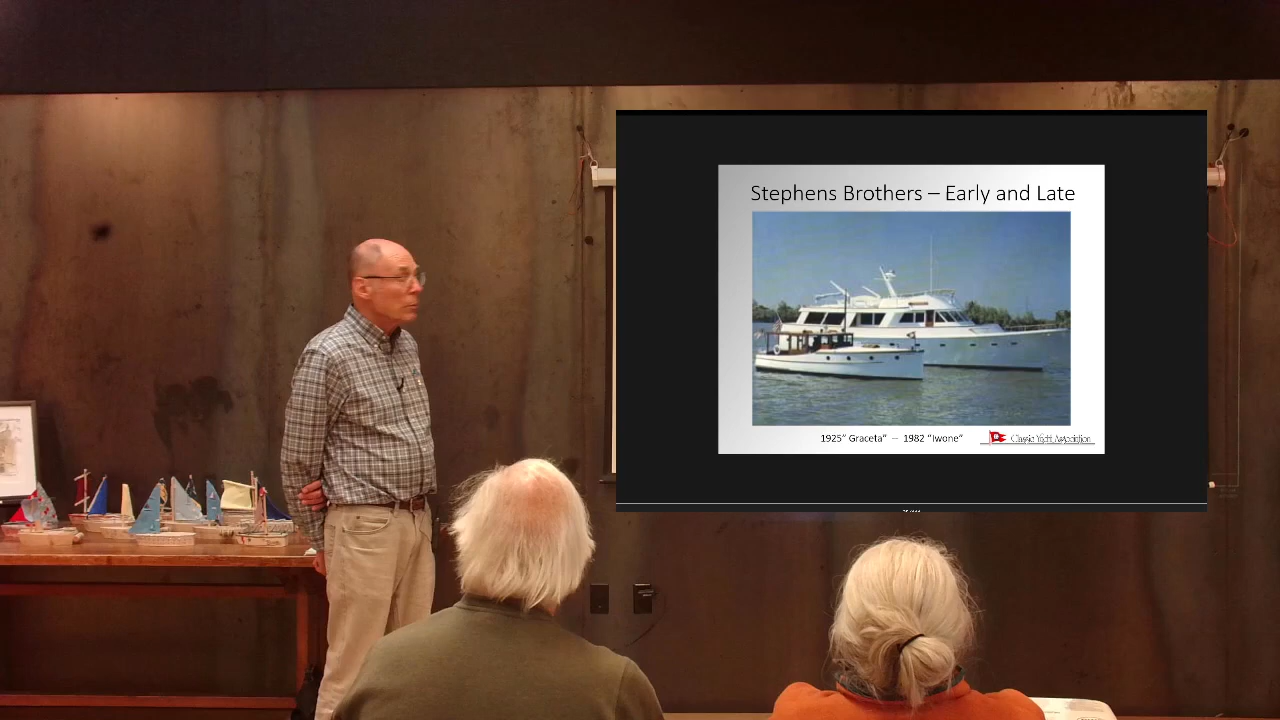 Stephens Brothers – Early and Late
1925” Graceta” – 1982 “Iwone”
Classic Yacht Association